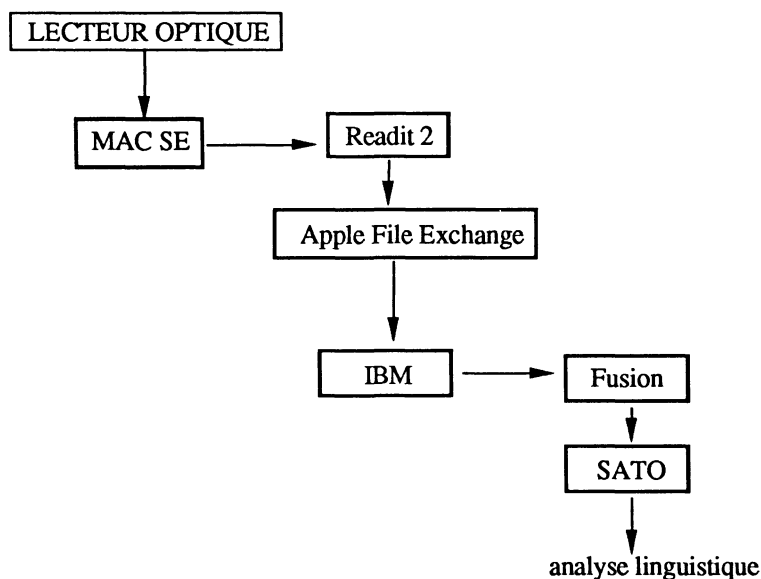 LECTEUR OPTIQUE
MAC SE
Readit 2
Apple File Exchange
IBM
Fusion
SATO
analyse linguistique